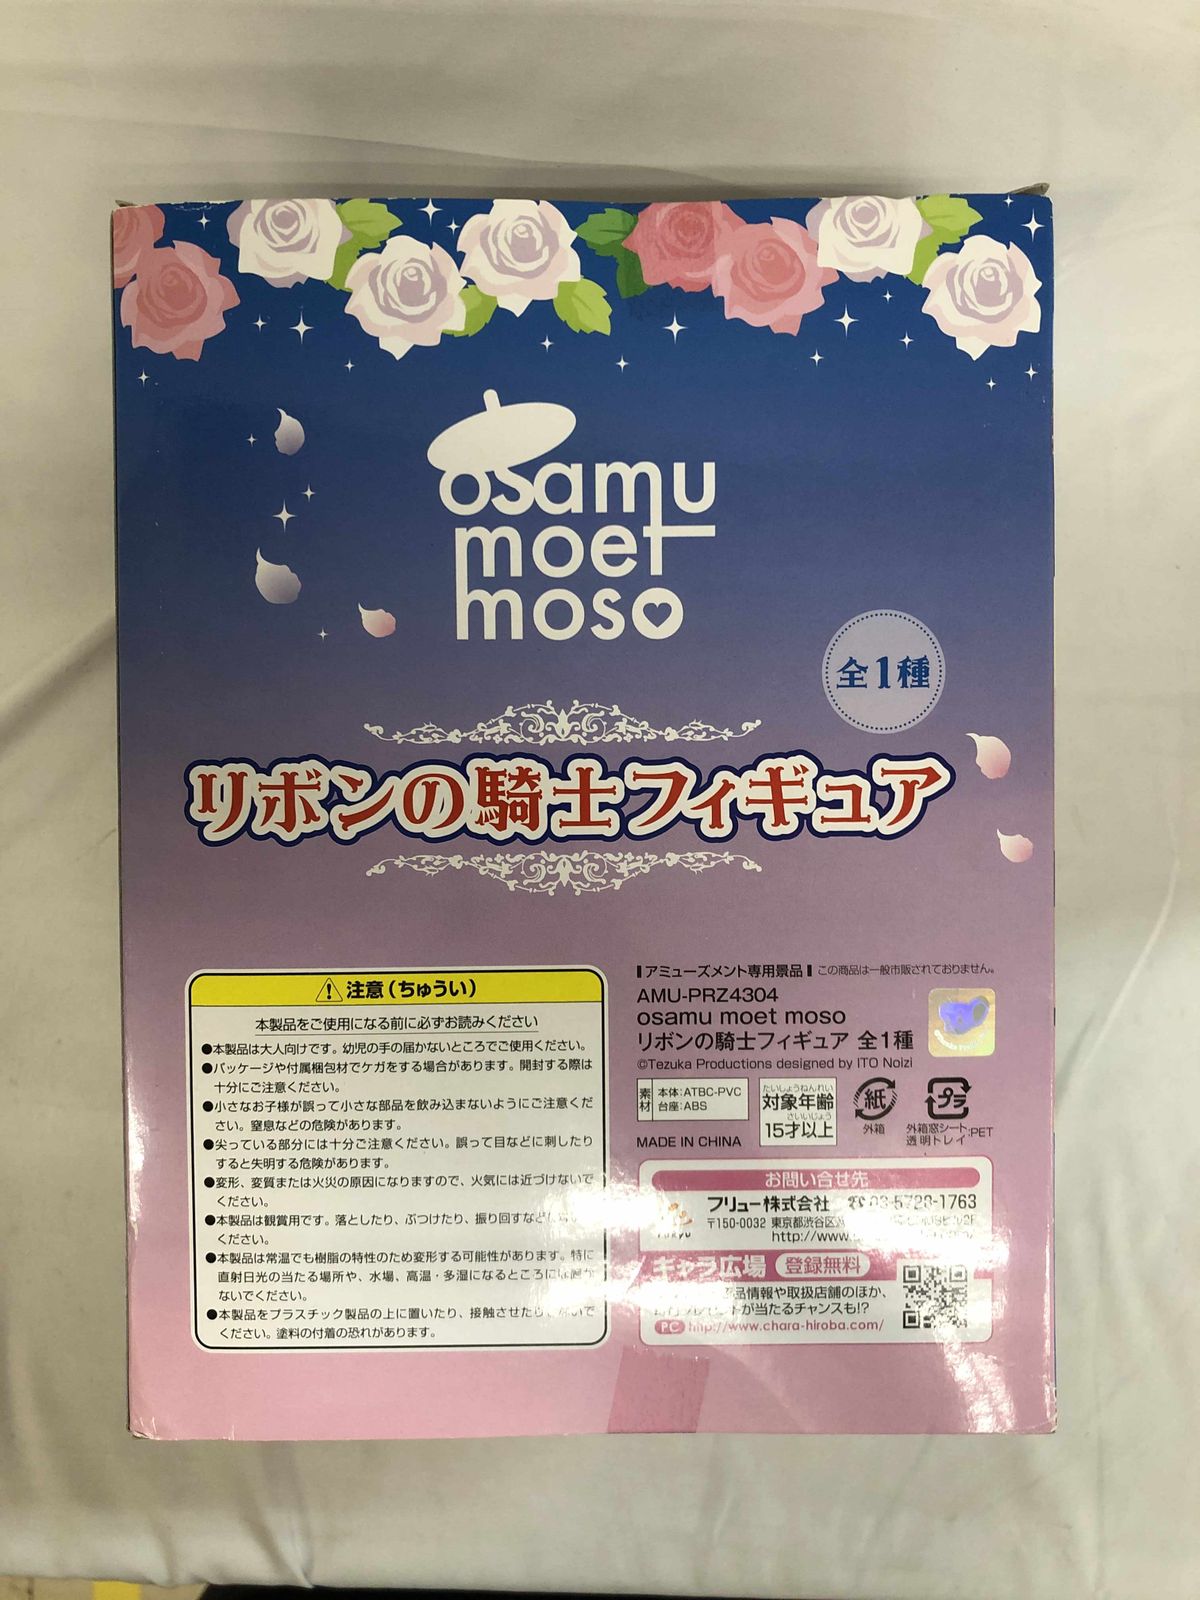 osamu
moet
moso
全1種
リボンの騎士フィギュア
注意(ちゅうい)
本製品をご使用になる前に必ずお読みください
●本製品は大人向けです。幼児の手の届かないところでご使用ください。
●パッケージや付属梱包材でケガをする場合があります。開封する際は
十分にご注意ください。
●小さなお子様が誤って小さな部品を飲み込まないようにご注意くだ
さい。窒息などの危険があります。
●尖っている部分には十分ご注意ください。誤って目などに刺したり
すると失明する危険があります。
●変形、変質または火災の原因になりますので、火気には近づけないで
ください。
●本製品は観賞用です。落としたり、ぶつけたり、振り回すなど
ください。
●本製品は常温でも樹脂の特性のため変形する可能性があります。特に
直射日光の当たる場所や、水場、高温・多湿になるところに
ないでください。
●本製品をプラスチック製品の上に置いたり、接触させたり
ください。塗料の付着の恐れがあります。
アミューズメント専用景品 この商品は一般市販されておりません。
AMU-PRZ4304
osamu moet moso
リボンの騎士フィギュア 全1種
©Tezuka Productions designed by ITO Noizi
素材 本体:ATBC-PVC
台座:ABS
たいしょうねんれい
対象年齢
さいいじょう
15才以上
紙
外箱
プラ
外箱窓シート
透明トレイ:PET
MADE IN CHINA
お問い合せ先
フリュー株式会社 03-5728-1763
〒150-0032 東京都渋谷区
http://www.
キャラ広場 登録無料
品情報や取扱店舗のほか、
が当たるチャンスも!?
PC http://www.chara-hiroba.com/